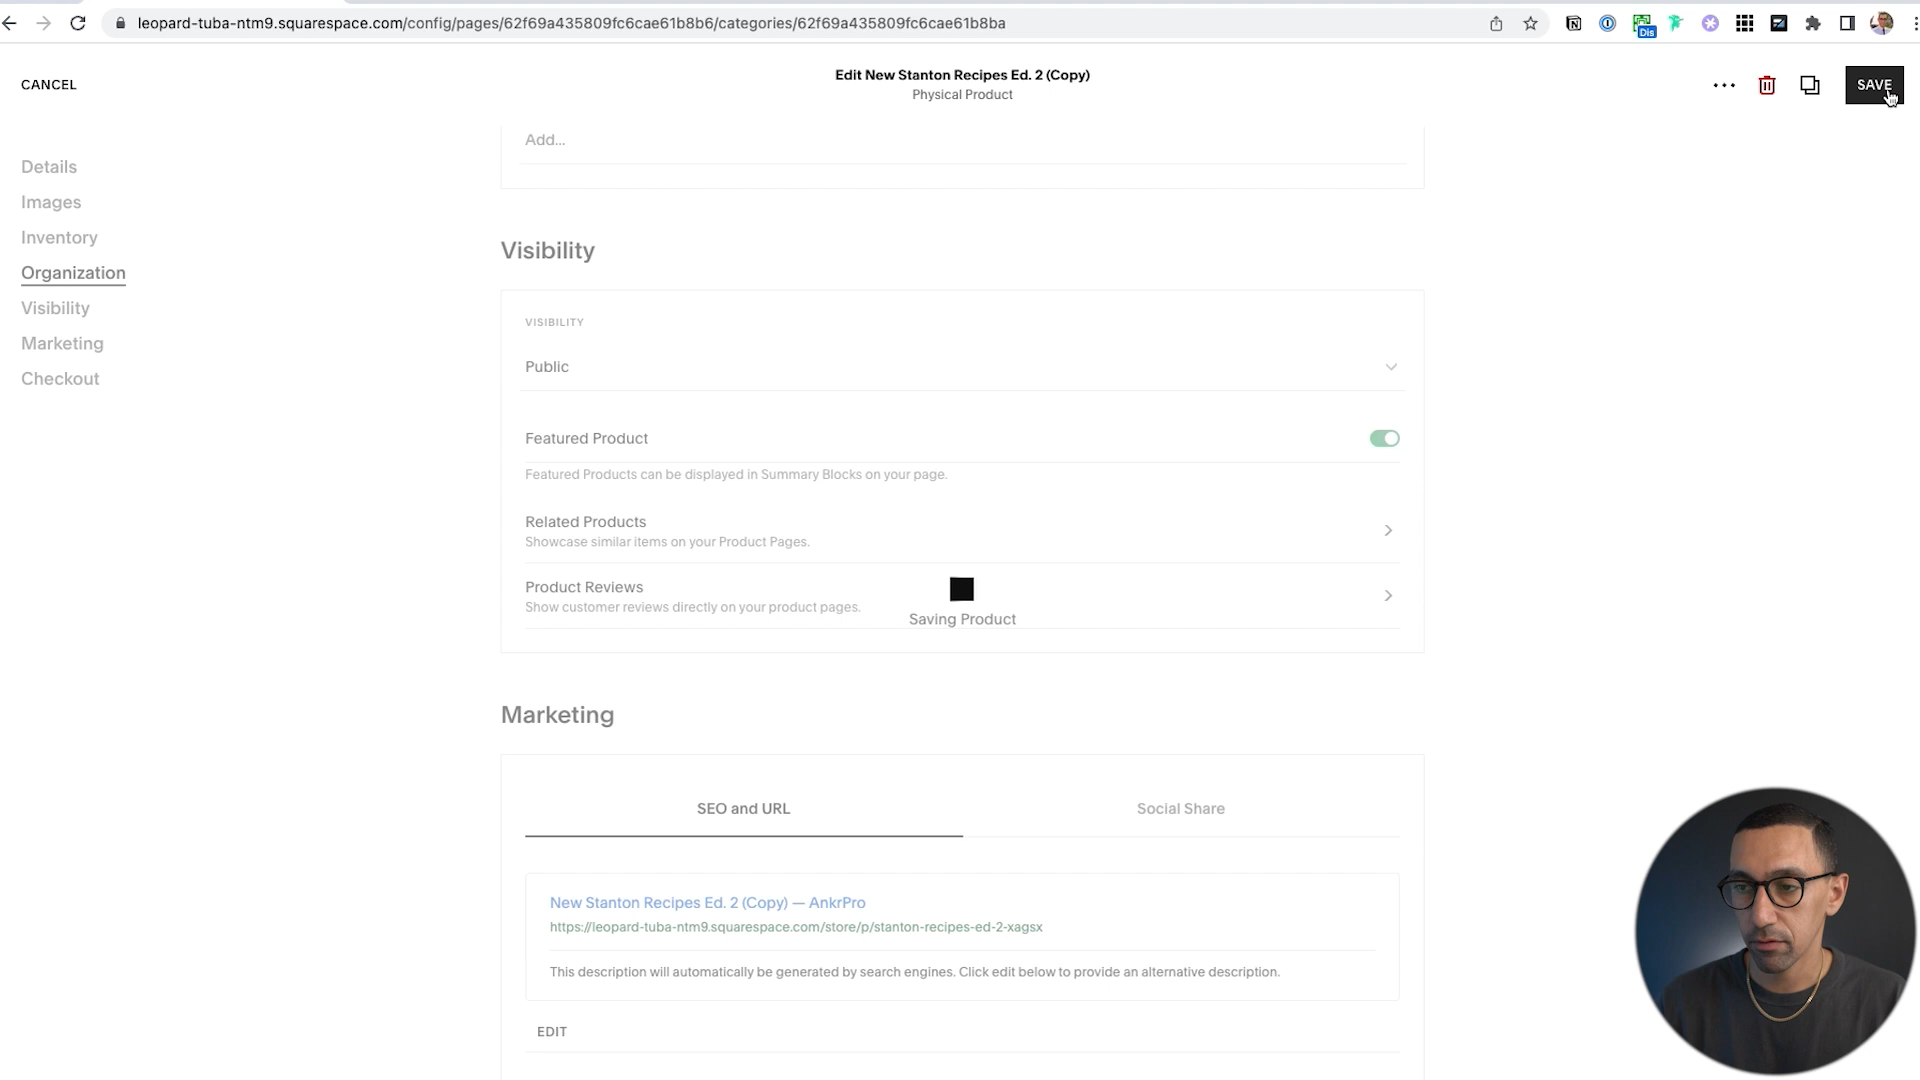 leopard-tuba-ntm9.squarespace.com/config/pages/62f69a435809fc6cae61b8b6/categories/62f69a435809fc6cae61b8ba
Dis
CANCEL
Edit New Stanton Recipes Ed. 2 (Copy)
Physical Product
SAVE
Details
Images
Inventory
Organization
Visibility
Marketing
Checkout
Add...
Visibility
VISIBILITY
Public
Featured Product
Featured Products can be displayed in Summary Blocks on your page.
Related Products
Showcase similar items on your Product Pages.
Product Reviews
Show customer reviews directly on your product pages.
Saving Product
Marketing
SEO and URL
Social Share
New Stanton Recipes Ed. 2 (Copy) — AnkrPro
https://leopard-tuba-ntm9.squarespace.com/store/p/stanton-recipes-ed-2-xagsx
This description will automatically be generated by search engines. Click edit below to provide an alternative description.
EDIT